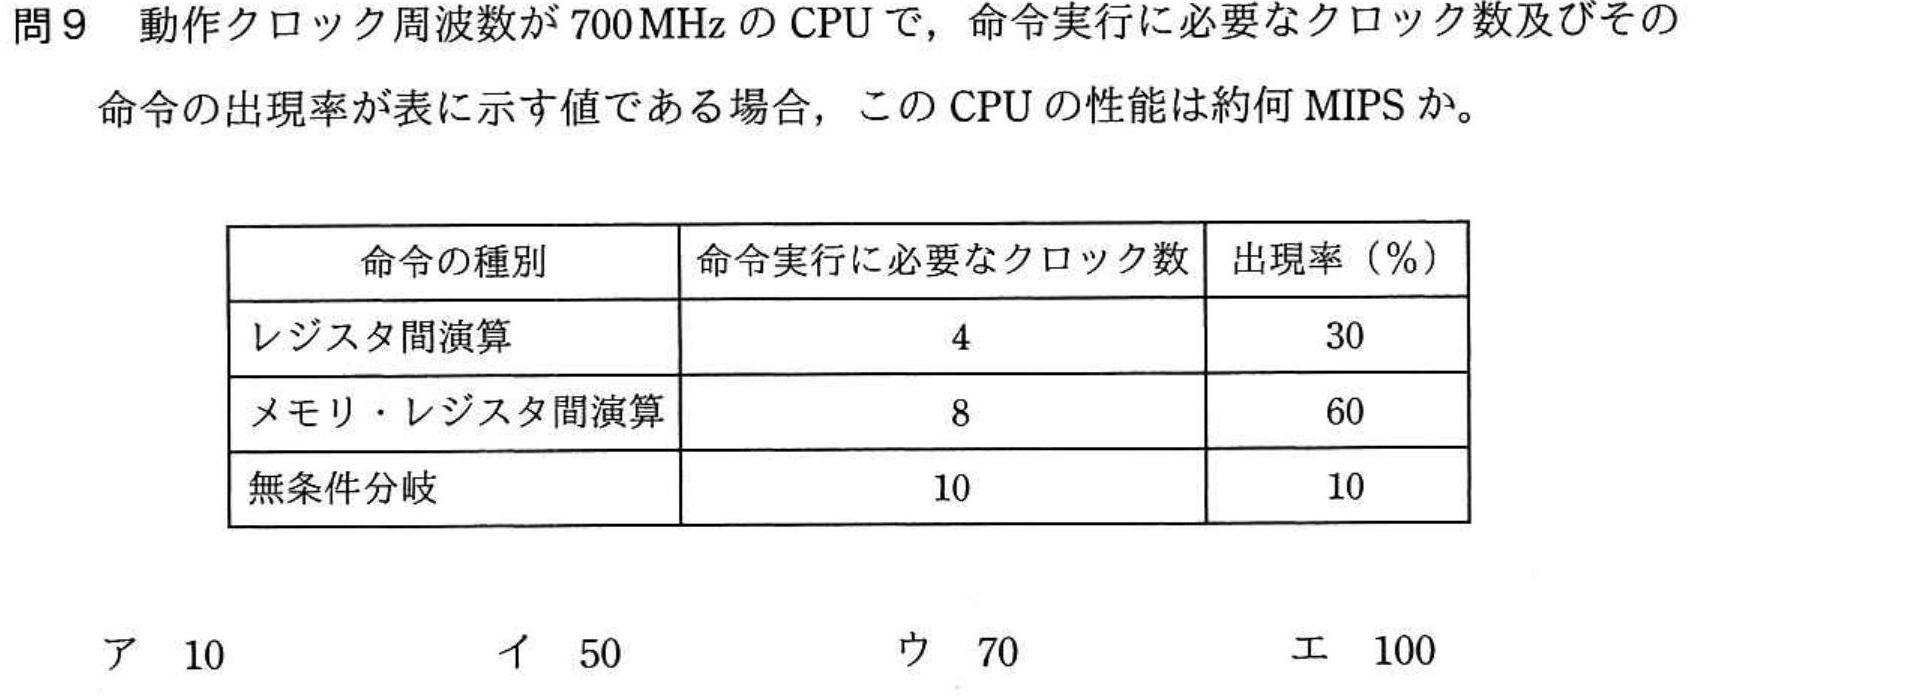 問9 動作クロック周波数が 700 MHz の CPU で，命令実行に必要なクロック数及びその
命令の出現率が表に示す値である場合，この CPU の性能は約何 MIPS か。
命令の種別 命令実行に必要なクロック数 出現率（％）
レジスタ間演算 4 30
メモリ・レジスタ間演算 8 60
無条件分岐 10 10
ア 10 イ 50 ウ 70 エ 100